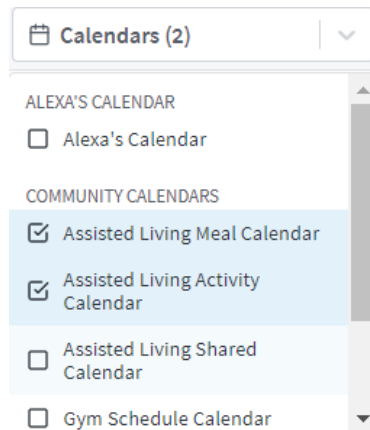 Calendars (2)
ALEXA'S CALENDAR
Alexa's Calendar
COMMUNITY CALENDARS
Assisted Living Meal Calendar
Assisted Living Activity
Calendar
Assisted Living Shared
Calendar
Gym Schedule Calendar